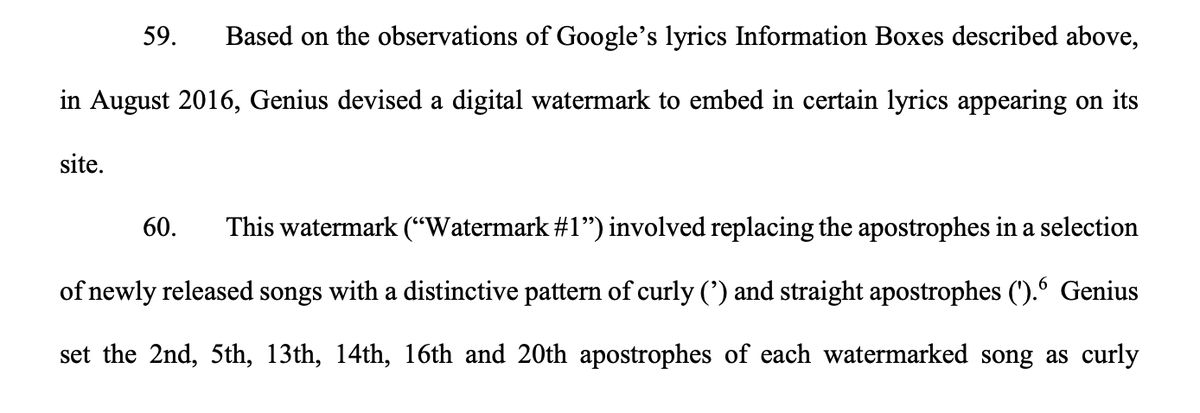 59. Based on the observations of Google’s lyrics Information Boxes described above,
in August 2016, Genius devised a digital watermark to embed in certain lyrics appearing on its
site.
60. This watermark (“Watermark #1”) involved replacing the apostrophes in a selection
of newly released songs with a distinctive pattern of curly (’) and straight apostrophes (').6 Genius
set the 2nd, 5th, 13th, 14th, 16th and 20th apostrophes of each watermarked song as curly